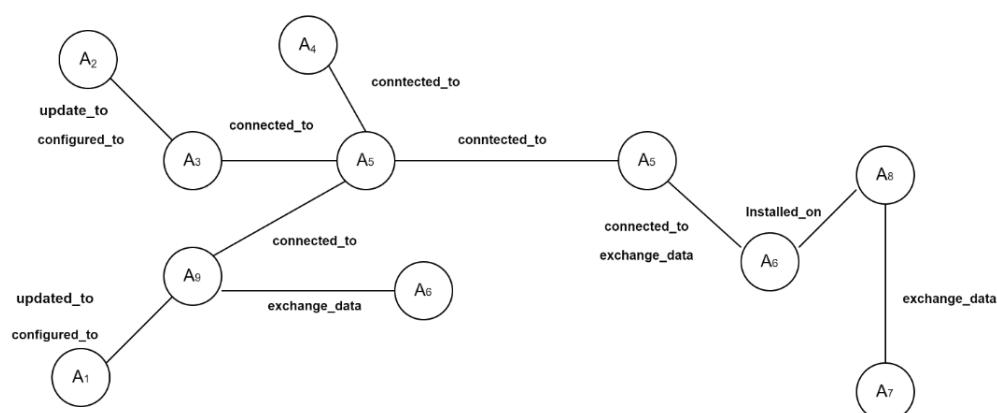 A4
A2
conntected_to
update_to
connected_to
conntected_to
configured_to
A3
A5
A5
A8
Installed_on
connected_to
connected_to
exchange_data
A6
A9
A6
updated_to
exchange_data
exchange_data
configured_to
A1
A7